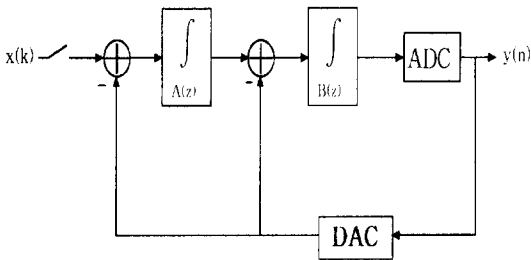 x(k)
∫
A(z)
∫
B(z)
ADC
y(n)
DAC